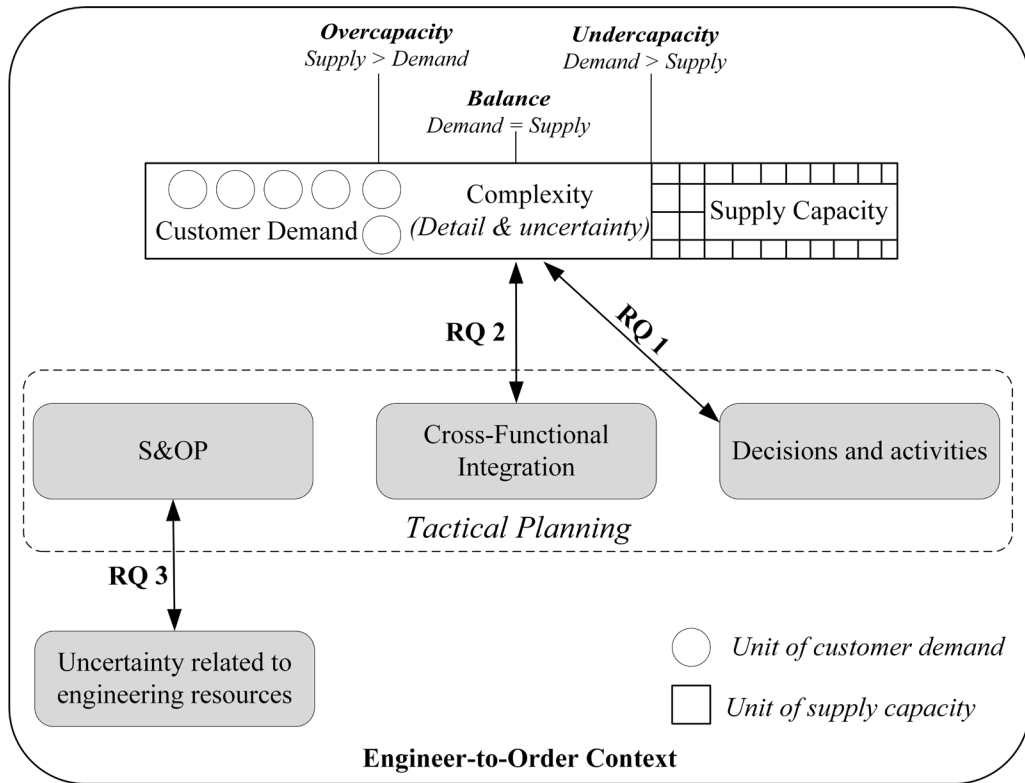 Overcapacity
Supply > Demand
Undercapacity
Demand > Supply
Balance
Demand = Supply
Customer Demand
Complexity
(Detail & uncertainty)
Supply Capacity
RQ 2
RQ 1
S&OP
Cross-Functional
Integration
Decisions and activities
Tactical Planning
RQ 3
Uncertainty related to
engineering resources
Unit of customer demand
Unit of supply capacity
Engineer-to-Order Context